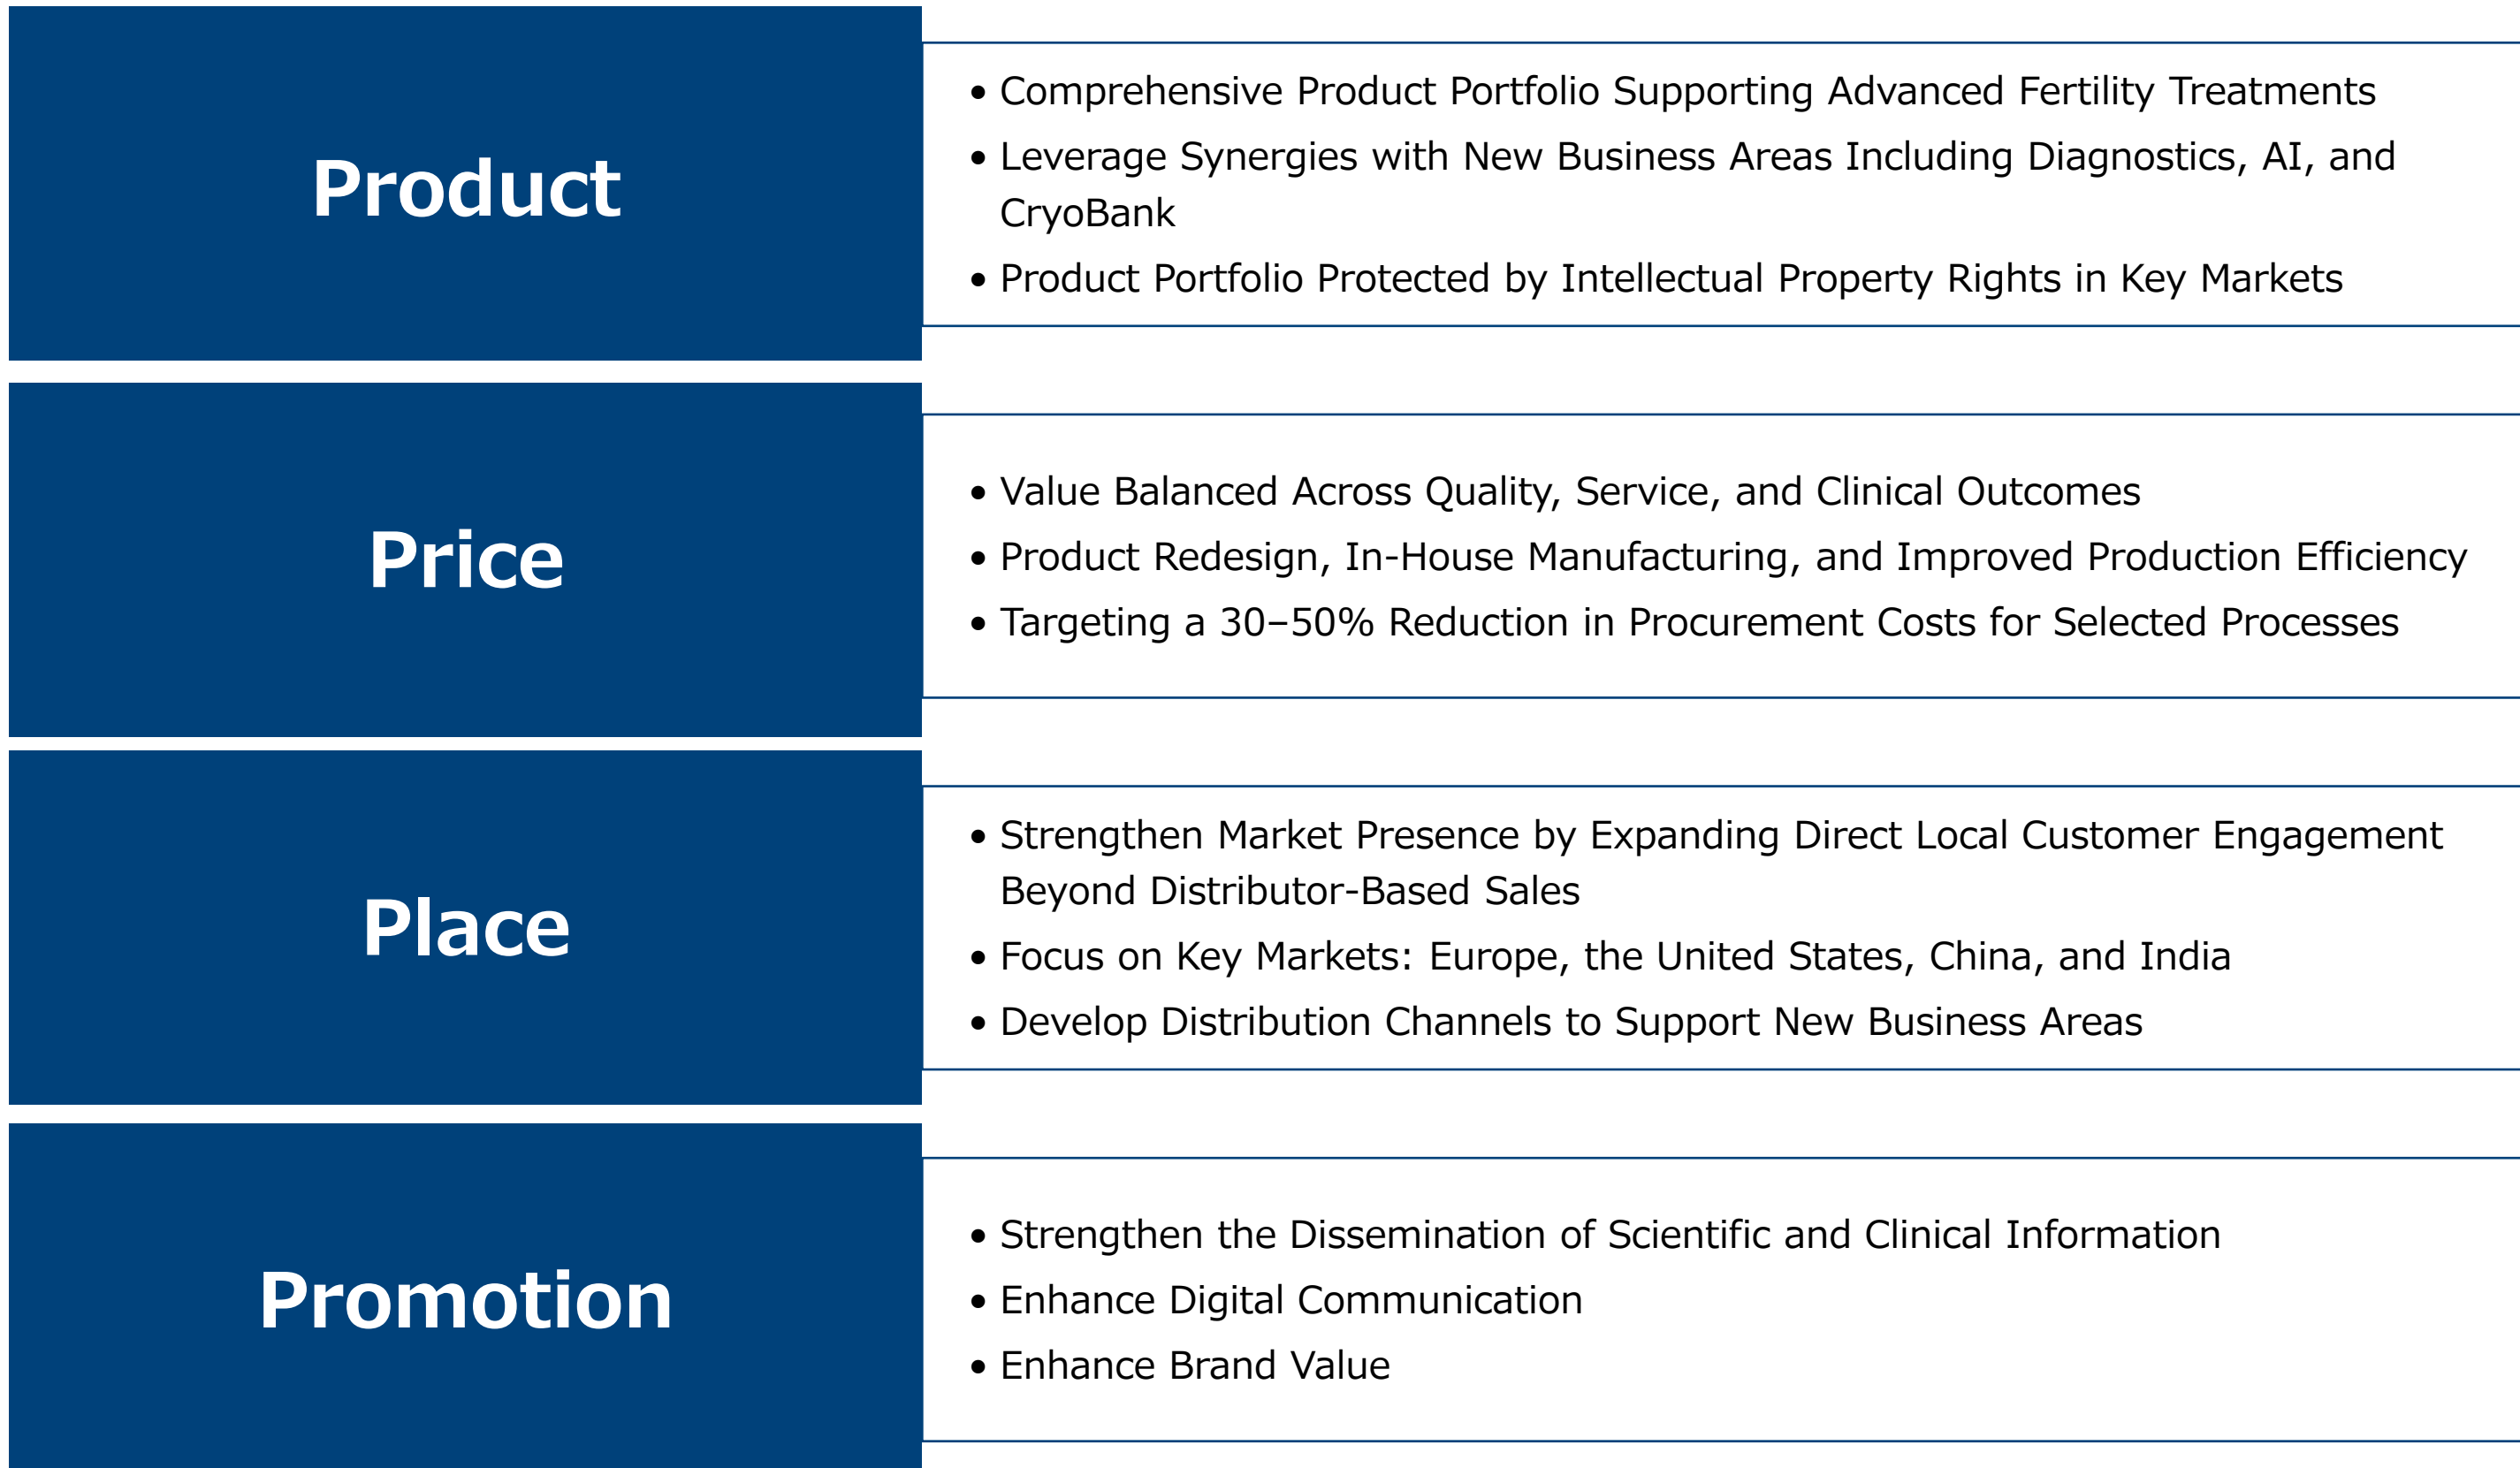 Product
• Comprehensive Product Portfolio Supporting Advanced Fertility Treatments
• Leverage Synergies with New Business Areas Including Diagnostics, AI, and
CryoBank
• Product Portfolio Protected by Intellectual Property Rights in Key Markets
Price
• Value Balanced Across Quality, Service, and Clinical Outcomes
• Product Redesign, In-House Manufacturing, and Improved Production Efficiency
• Targeting a 30–50% Reduction in Procurement Costs for Selected Processes
Place
• Strengthen Market Presence by Expanding Direct Local Customer Engagement
Beyond Distributor-Based Sales
• Focus on Key Markets: Europe, the United States, China, and India
• Develop Distribution Channels to Support New Business Areas
Promotion
• Strengthen the Dissemination of Scientific and Clinical Information
• Enhance Digital Communication
• Enhance Brand Value